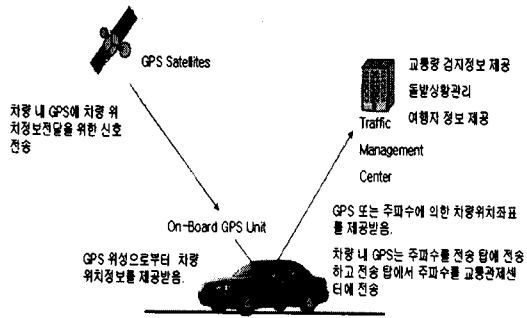 GPS Satellites
차량 내 GPS에 차량 위
치정보전달을 위한 신호
전송
교통량 검지정보 제공
돌발상황관리
여행자 정보 제공
Traffic
Management
Center
On-Board GPS Unit
GPS 위성으로부터 차량
위치정보를 제공받음.
GPS 또는 주파수에 의한 차량위치좌표
를 제공받음.
차량 내 GPS는 주파수를 전송 탑에 전송
하고 전송 탑에서 주파수를 교통관제센
터에 전송